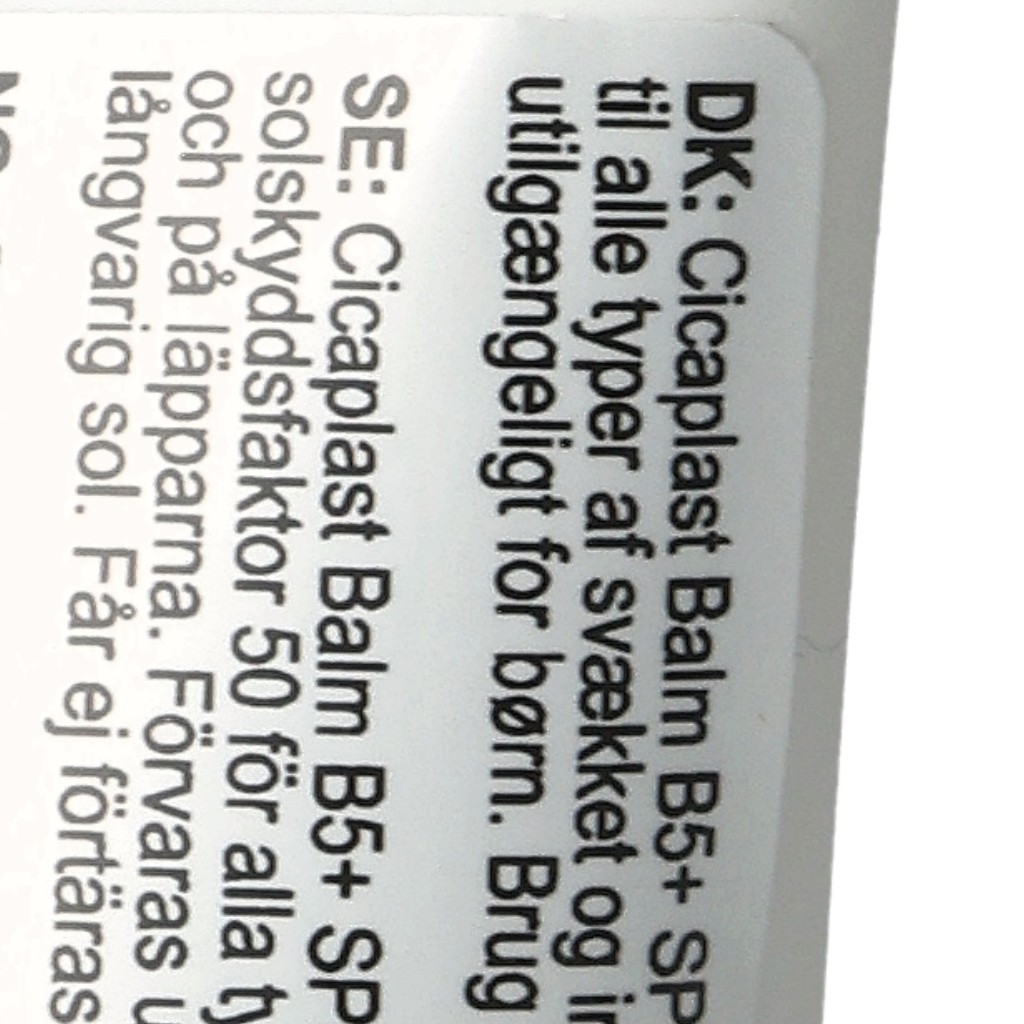 DK: Cicaplast Balm B5+ SP
til alle typer af svækket og ir
utilgængeligt for børn. Brug
SE: Cicaplast Balm B5+ SP
solskyddsfaktor 50 för alla ty
och på läpparna. Förvaras u
långvarig sol. Får ej förtäras